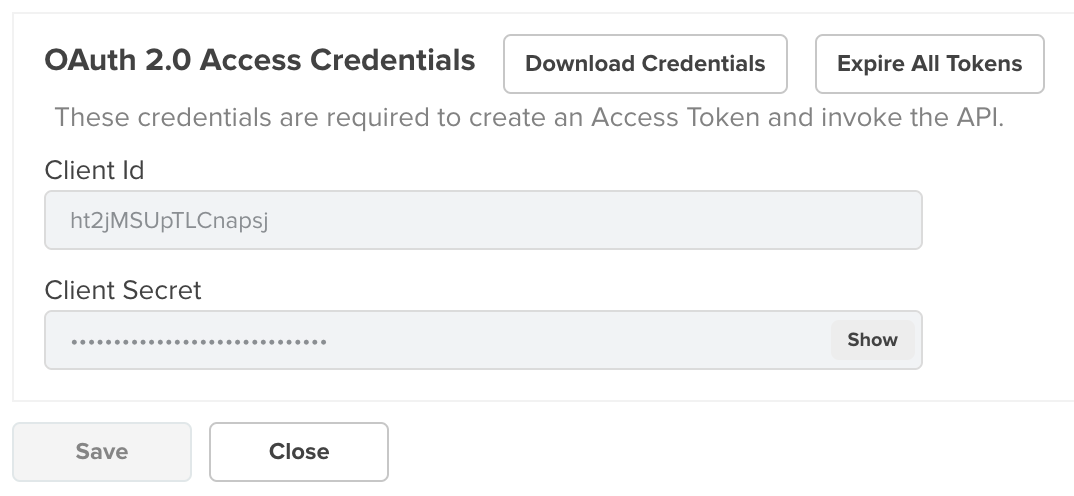 OAuth 2.0 Access Credentials Download Credentials Expire All Tokens
These credentials are required to create an Access Token and invoke the API.
Client Id
ht2jMSUpTLCnapsj
Client Secret
•••••••••••••••••••••••••••••• Show
Save Close